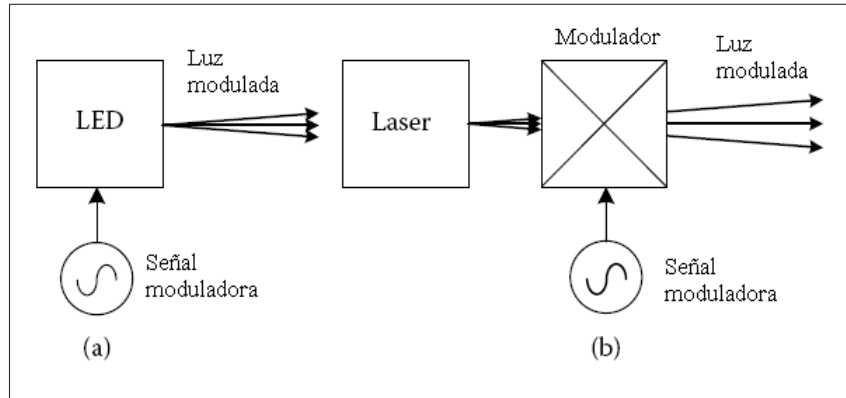 Luz
modulada
LED
Señal
moduladora
(a)
Laser
Modulador
Luz
modulada
Señal
moduladora
(b)